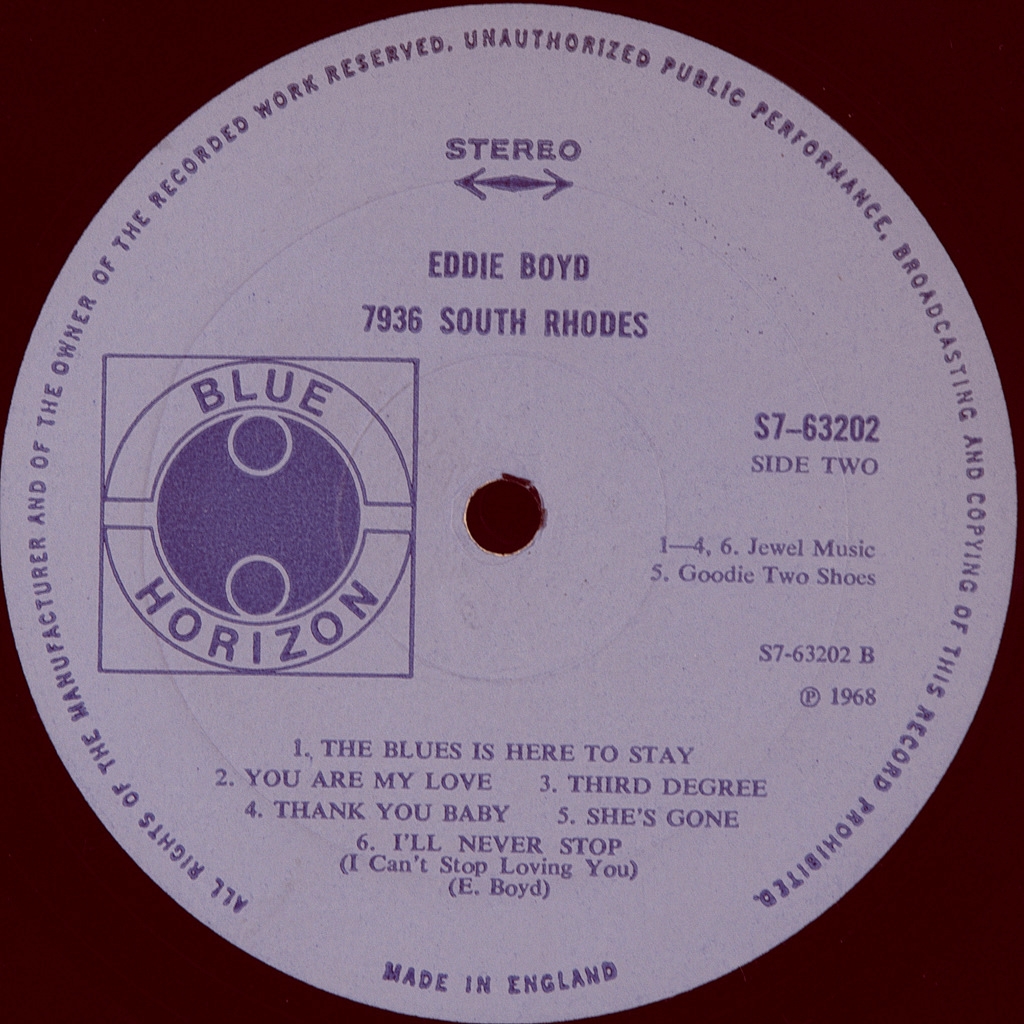 ALL RIGHTS OF THE MANUFACTURER AND OF THE OWNER OF THE RECORDED WORK RESERVED. UNAUTHORIZED PUBLIC PERFORMANCE, BROADCASTING AND COPYING OF THIS RECORD PROHIBITED.
STEREO
EDDIE BOYD
7936 SOUTH RHODES
BLUE
HORIZON
S7-63202
SIDE TWO
1—4, 6. Jewel Music
5. Goodie Two Shoes
S7-63202 B
℗ 1968
1. THE BLUES IS HERE TO STAY
2. YOU ARE MY LOVE 3. THIRD DEGREE
4. THANK YOU BABY 5. SHE'S GONE
6. I'LL NEVER STOP
(I Can't Stop Loving You)
(E. Boyd)
MADE IN ENGLAND